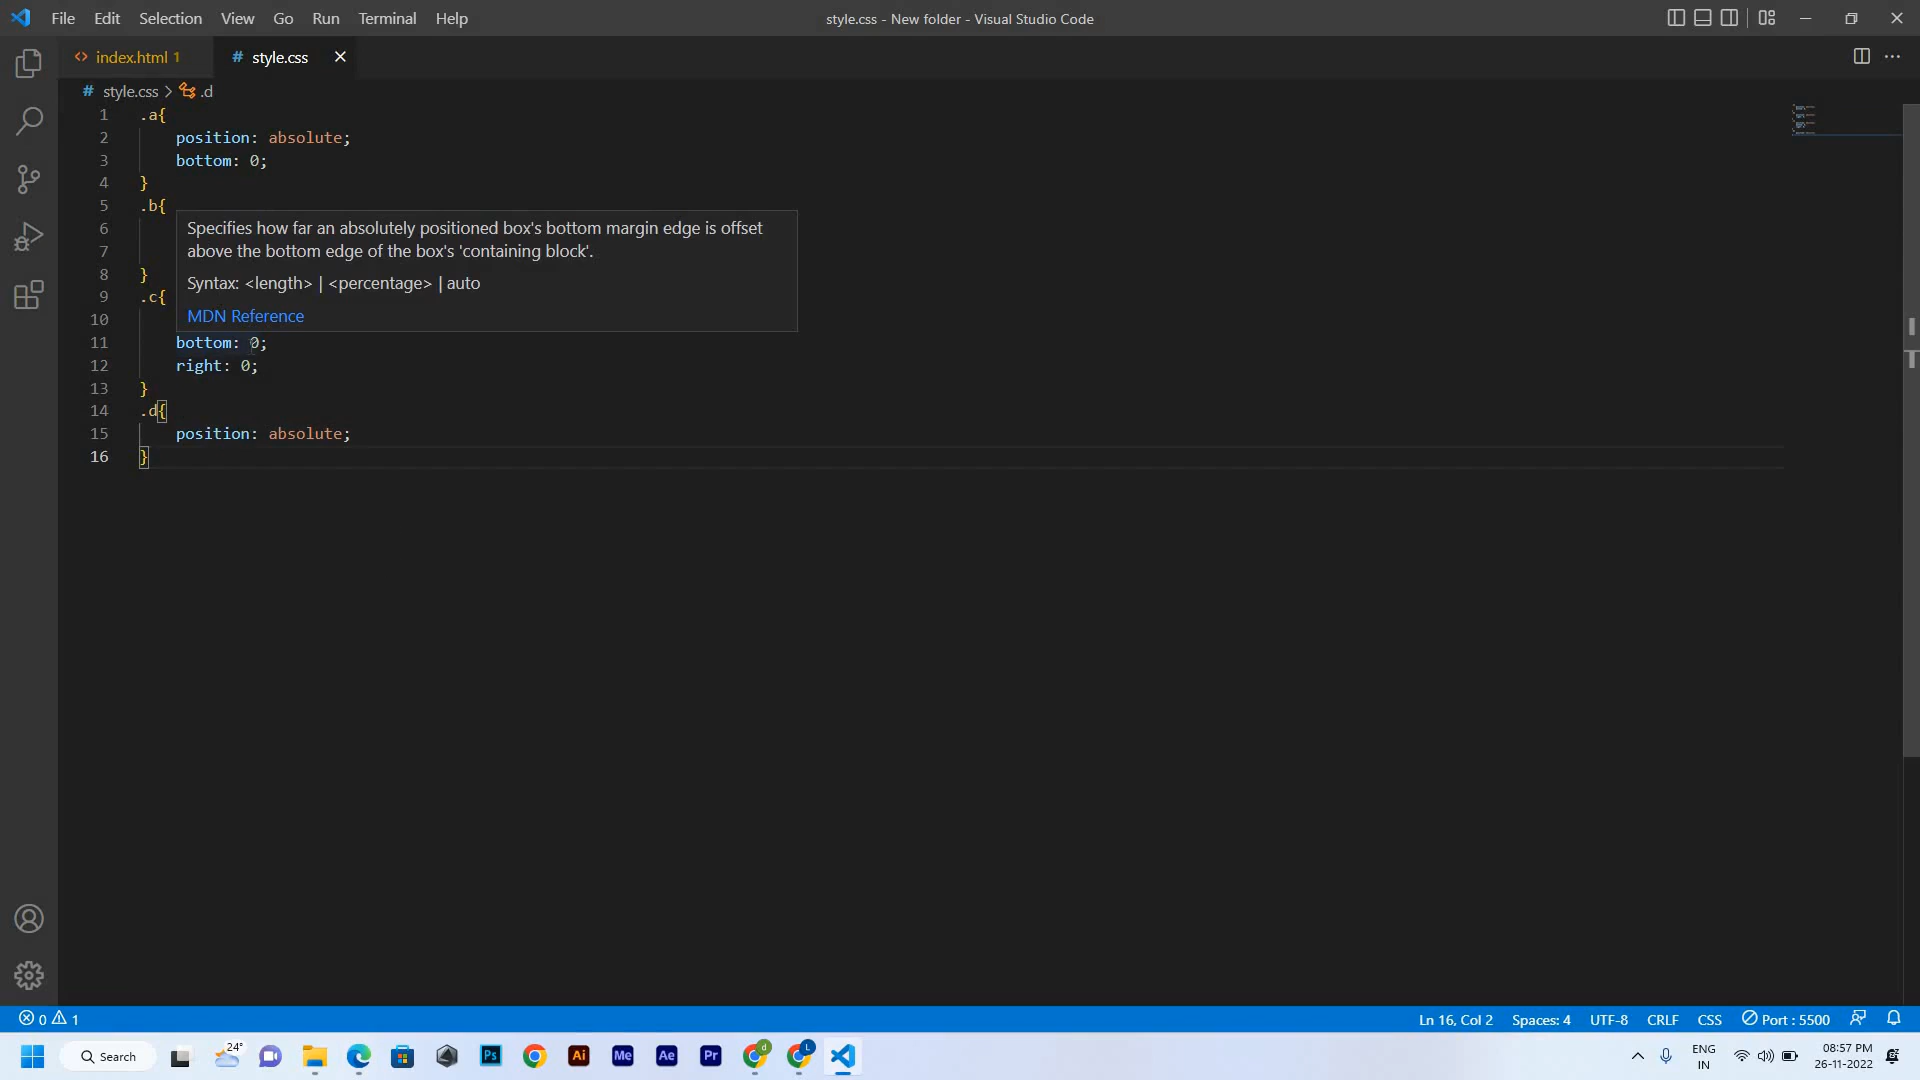 File Edit Selection View Go Run Terminal Help
style.css - New folder - Visual Studio Code
index.html 1
# style.css
# style.css > .d
1 .a{
2 position: absolute;
3 bottom: 0;
4 }
5 .b{
6
7
8 }
9 .c{
10
Specifies how far an absolutely positioned box's bottom margin edge is offset
above the bottom edge of the box's 'containing block'.
Syntax: <length> | <percentage> | auto
MDN Reference
11 bottom: 0;
12 right: 0;
13 }
14 .d{
15 position: absolute;
16 }
0 1
Ln 16, Col 2 Spaces: 4 UTF-8 CRLF CSS Port : 5500
Search
24°
Ps
Ai
Me
Ae
Pr
d
L
ENG
IN
08:57 PM
26-11-2022